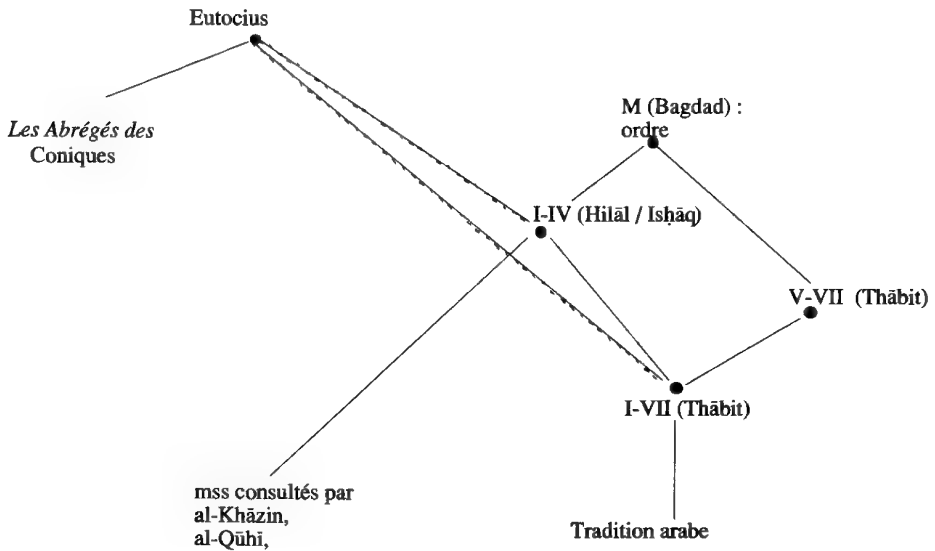 Eutocius
Les Abrégés des
Coniques
M (Bagdad) :
ordre
I-IV (Hilāl / Isḥāq)
V-VII (Thābit)
I-VII (Thābit)
mss consultés par
al-Khāzin,
al-Qūhī,
Tradition arabe